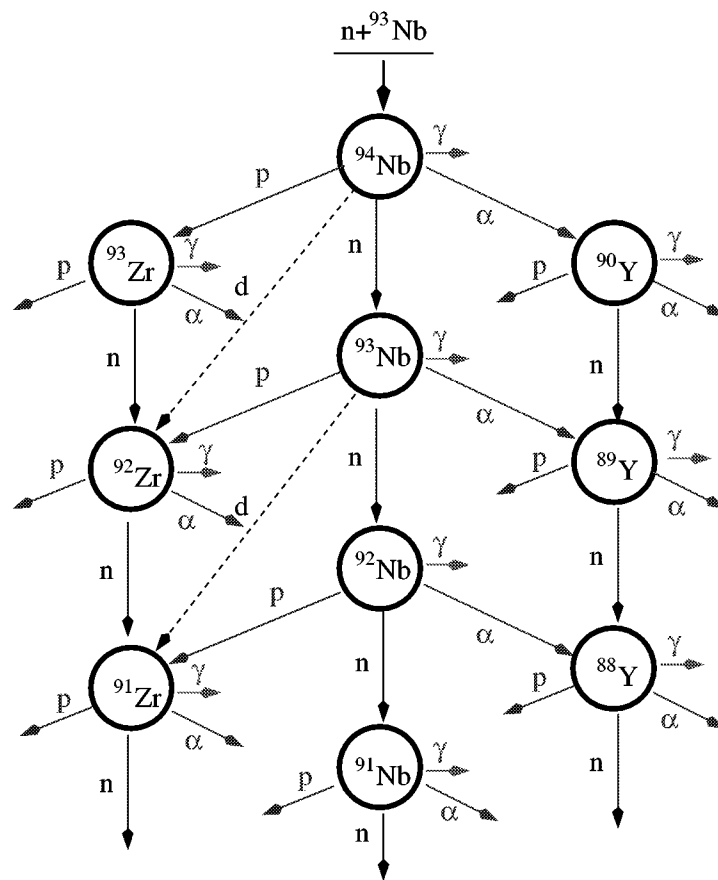 n+⁹³Nb
⁹⁴Nb γ
p n α
d
⁹³Zr γ
p α
n
⁹⁰Y γ
p α
n
⁹³Nb γ
p n α
d
⁹²Zr γ
p α
n
⁸⁹Y γ
p α
n
⁹²Nb γ
p n α
⁹¹Zr γ
p α
n
⁸⁸Y γ
p α
n
⁹¹Nb γ
p α
n